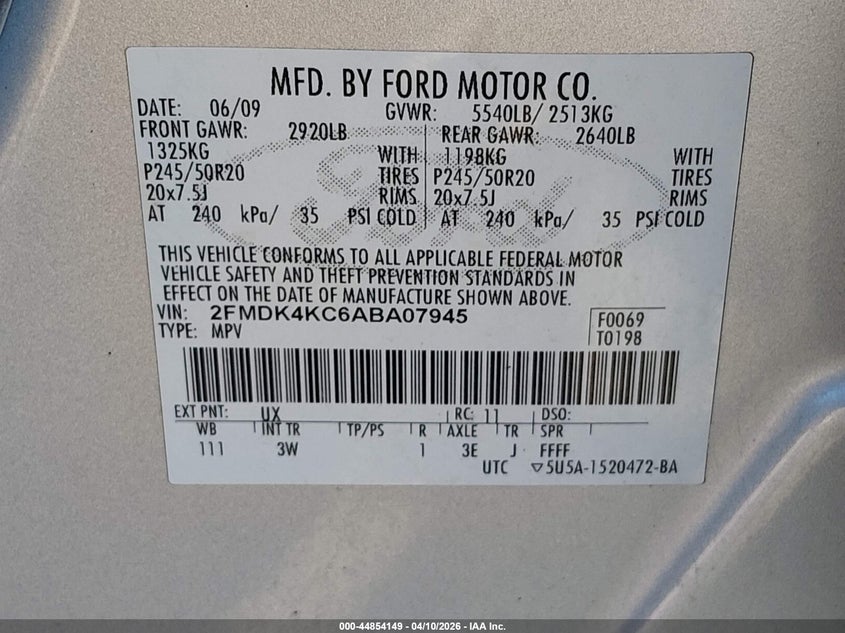 MFD. BY FORD MOTOR CO.
DATE: 06/09 GVWR: 5540LB/ 2513KG
FRONT GAWR: 2920LB REAR GAWR: 2640LB
1325KG WITH 1198KG WITH
P245/50R20 TIRES P245/50R20 TIRES
20x7.5J RIMS 20x7.5J RIMS
AT 240 kPa/ 35 PSI COLD AT 240 kPa/ 35 PSI COLD
THIS VEHICLE CONFORMS TO ALL APPLICABLE FEDERAL MOTOR
VEHICLE SAFETY AND THEFT PREVENTION STANDARDS IN
EFFECT ON THE DATE OF MANUFACTURE SHOWN ABOVE.
VIN: 2FMDK4KC6ABA07945 F0069
TYPE: MPV T0198
EXT PNT: UX RC: 11 DSO:
WB INT TR TP/PS R AXLE TR SPR
111 3W 1 3E J FFFF
UTC ▽5U5A-1520472-BA
000-44854149 - 04/10/2026 - IAA Inc.